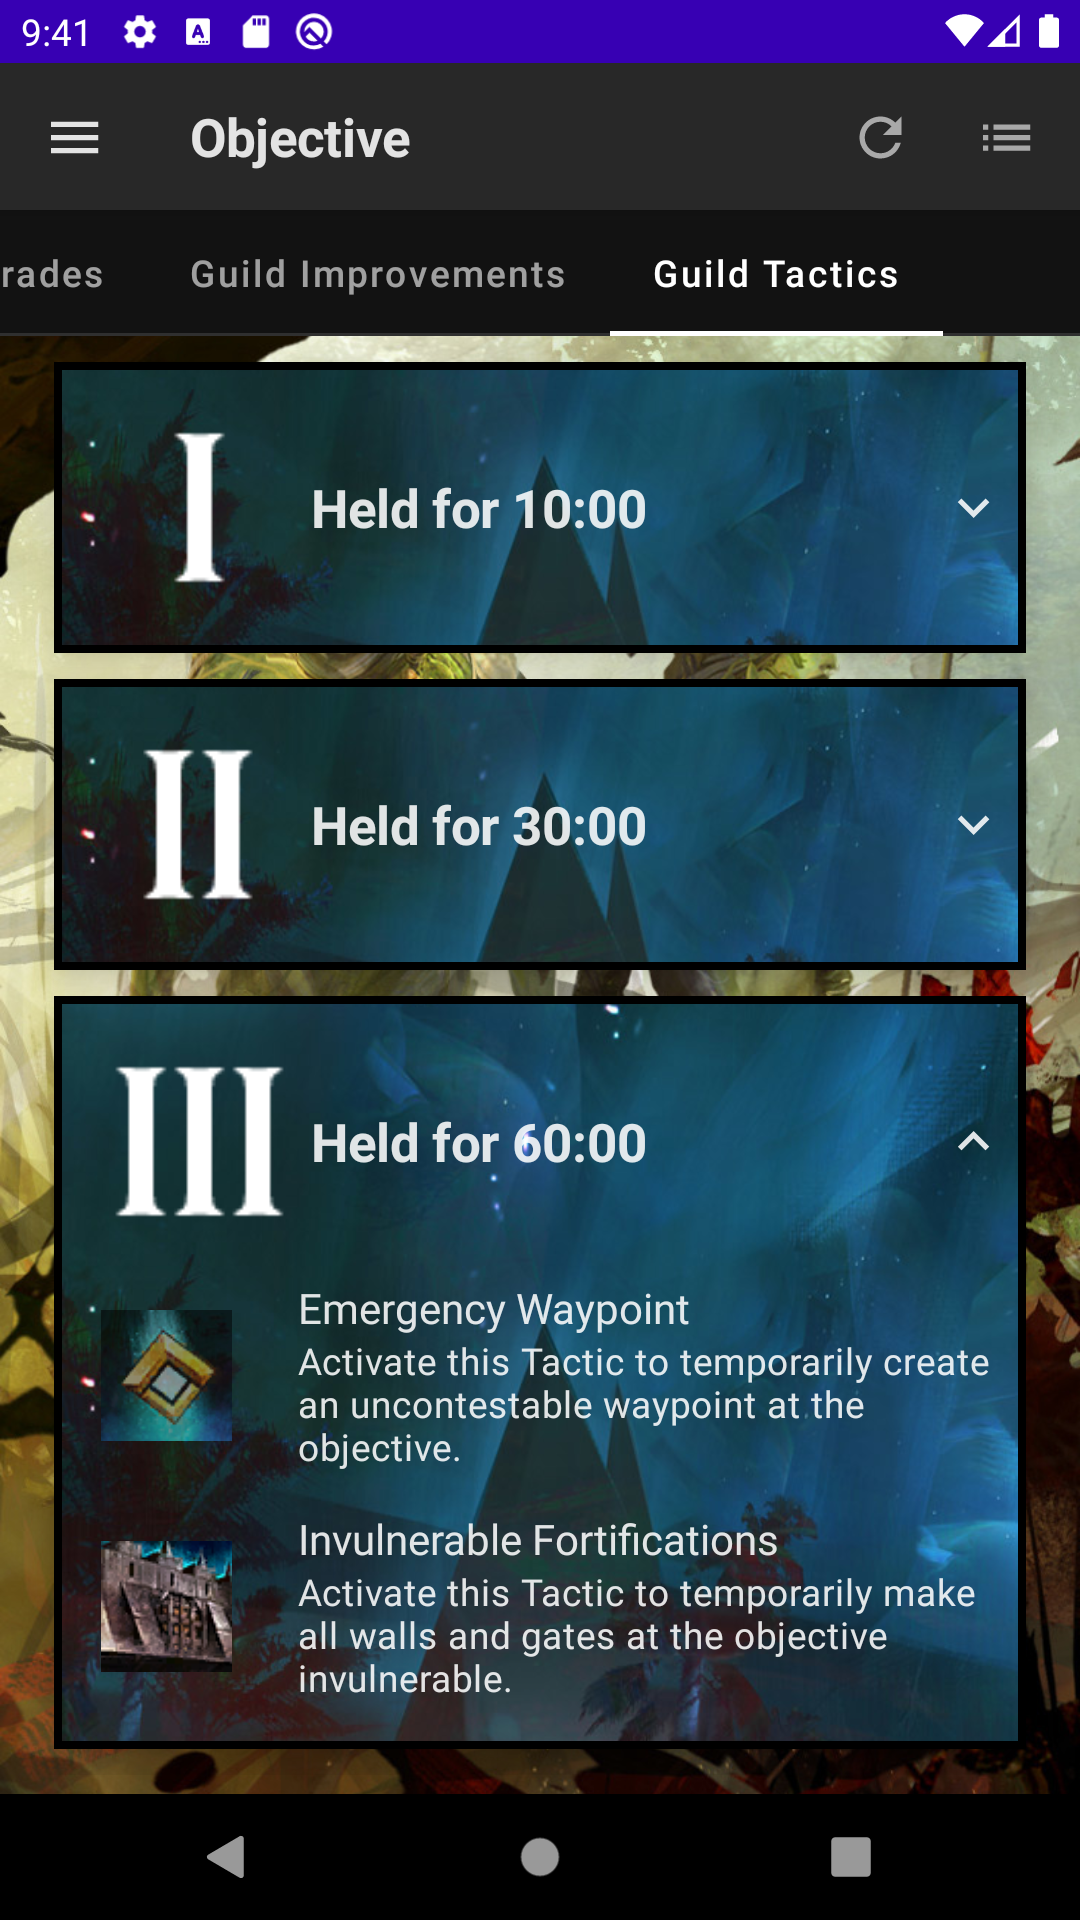 9:41
Objective
rades
Guild Improvements
Guild Tactics
I
Held for 10:00
II
Held for 30:00
III
Held for 60:00
Emergency Waypoint
Activate this Tactic to temporarily create
an uncontestable waypoint at the
objective.
Invulnerable Fortifications
Activate this Tactic to temporarily make
all walls and gates at the objective
invulnerable.